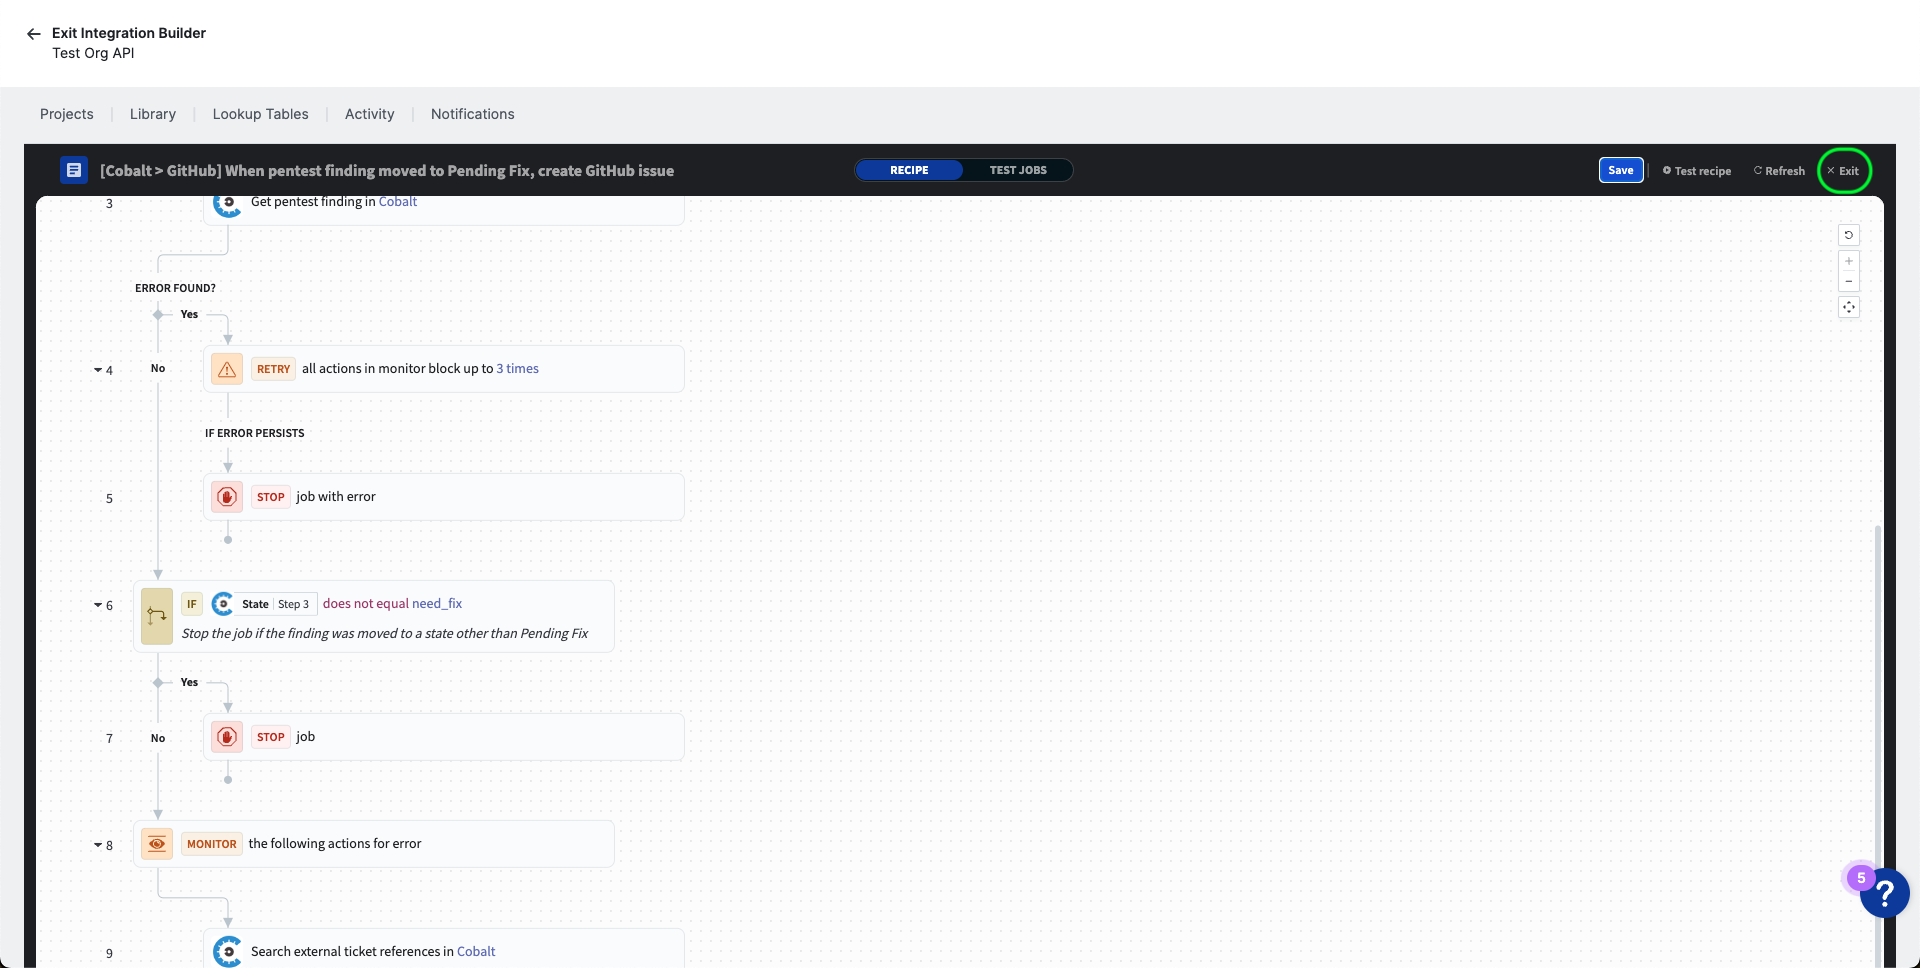 Exit Integration Builder
Test Org API
Projects
Library
Lookup Tables
Activity
Notifications
[Cobalt > GitHub] When pentest finding moved to Pending Fix, create GitHub issue
RECIPE
TEST JOBS
Save
Test recipe
Refresh
Exit
3
Get pentest finding in Cobalt
ERROR FOUND?
Yes
4
No
RETRY all actions in monitor block up to 3 times
IF ERROR PERSISTS
5
STOP job with error
6
IF State Step 3 does not equal need_fix
Stop the job if the finding was moved to a state other than Pending Fix
Yes
7
No
STOP job
8
MONITOR the following actions for error
5
?
9
Search external ticket references in Cobalt